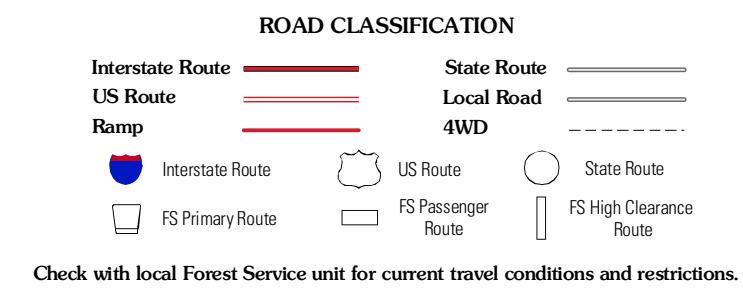 ROAD CLASSIFICATION
Interstate Route State Route
US Route Local Road
Ramp 4WD
Interstate Route US Route State Route
FS Primary Route FS Passenger Route FS High Clearance Route
Check with local Forest Service unit for current travel conditions and restrictions.